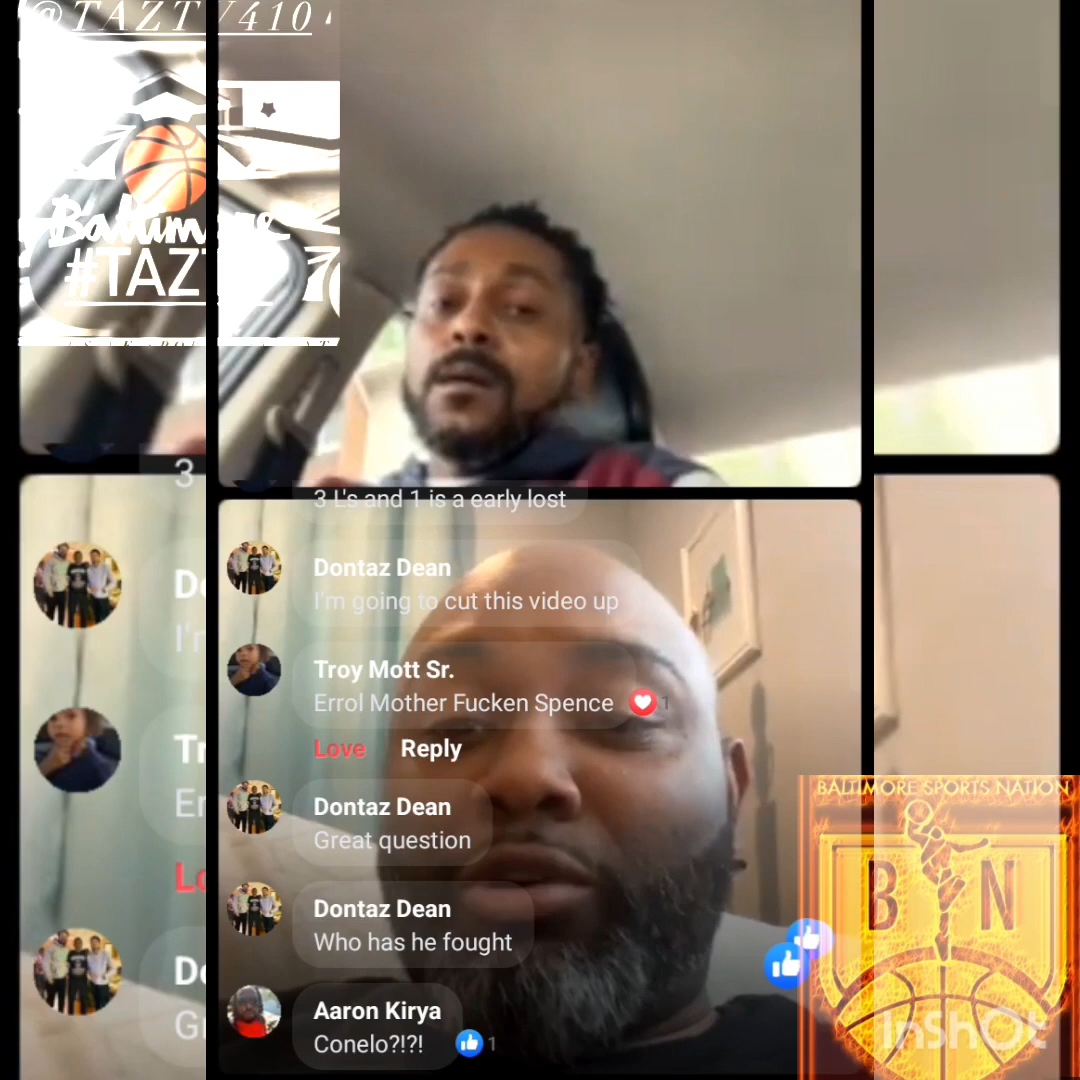 @TAZTV410
Baltimore
#TAZT
3
3 L's and 1 is a early lost
Dontaz Dean
I'm going to cut this video up
Troy Mott Sr.
Errol Mother Fucken Spence 1
Love Reply
Dontaz Dean
Great question
Dontaz Dean
Who has he fought
Aaron Kirya
Conelo?!?! 1
BALTIMORE SPORTS NATION
B N
InShOt